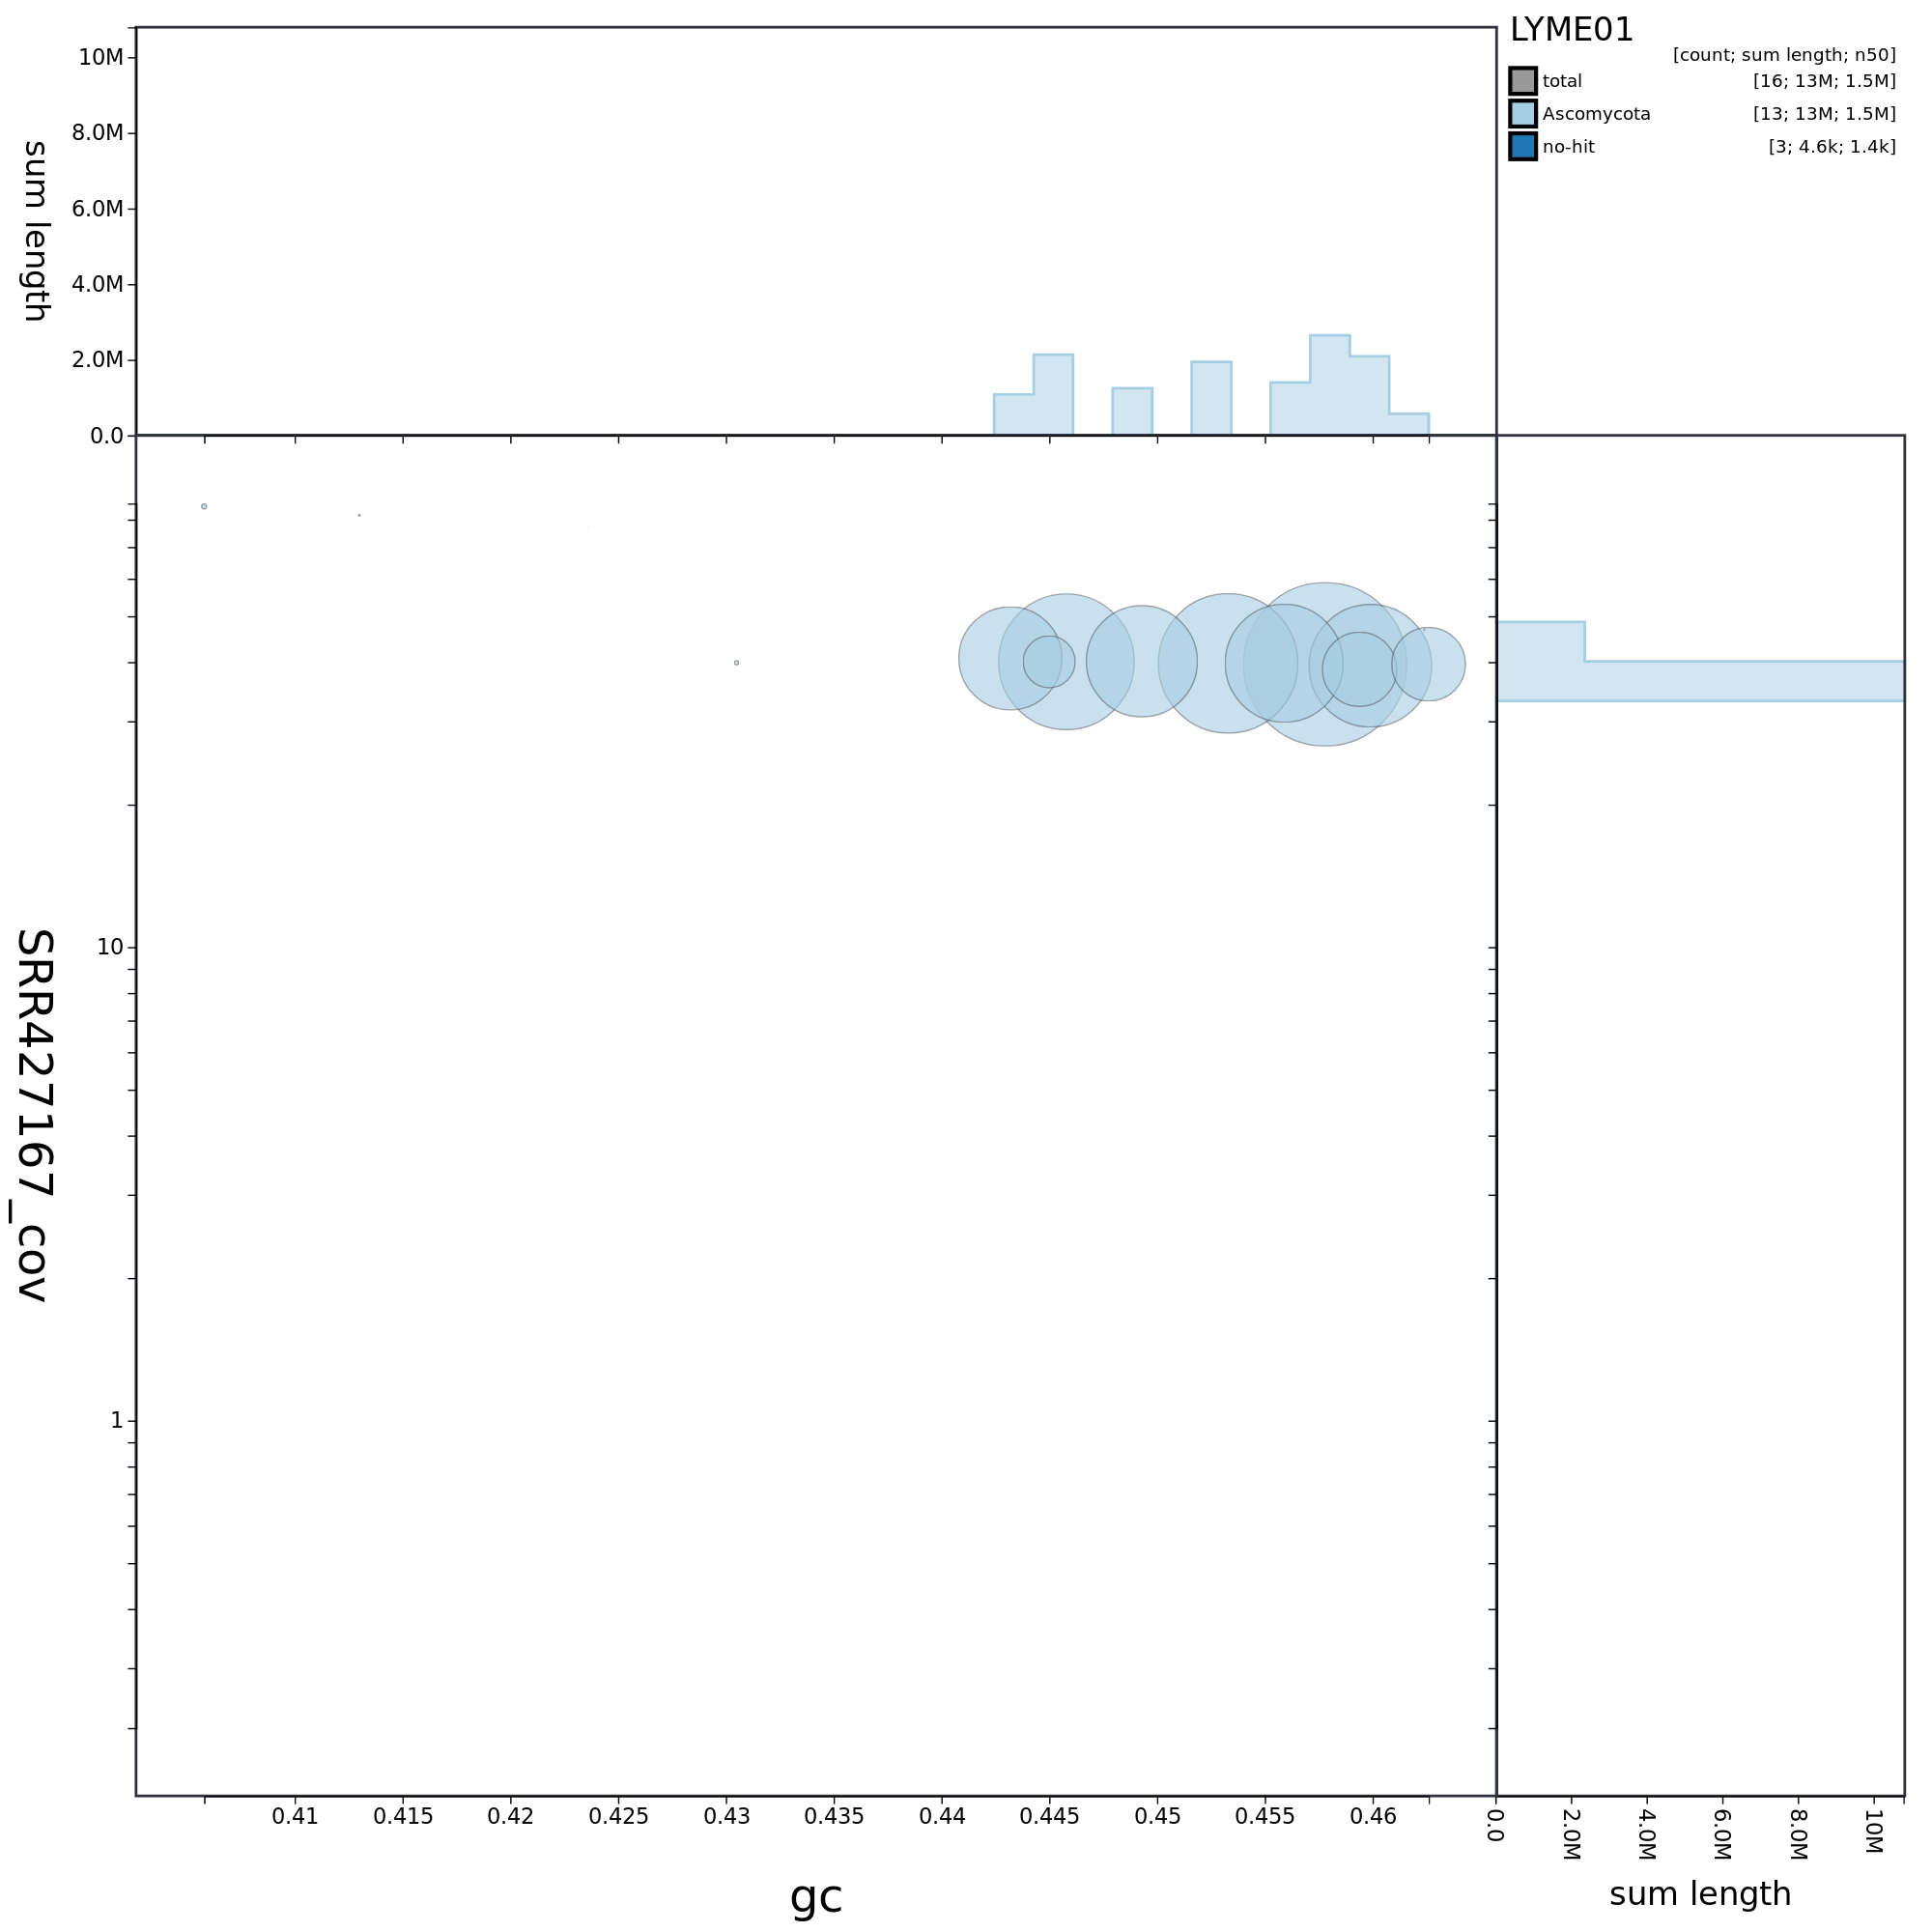 LYME01
[count; sum length; n50]
total [16; 13M; 1.5M]
Ascomycota [13; 13M; 1.5M]
no-hit [3; 4.6k; 1.4k]
sum length
10M
8.0M
6.0M
4.0M
2.0M
0.0
SRR427167_cov
10
1
0.41 0.415 0.42 0.425 0.43 0.435 0.44 0.445 0.45 0.455 0.46
gc
0.0 2.0M 4.0M 6.0M 8.0M 10M
sum length